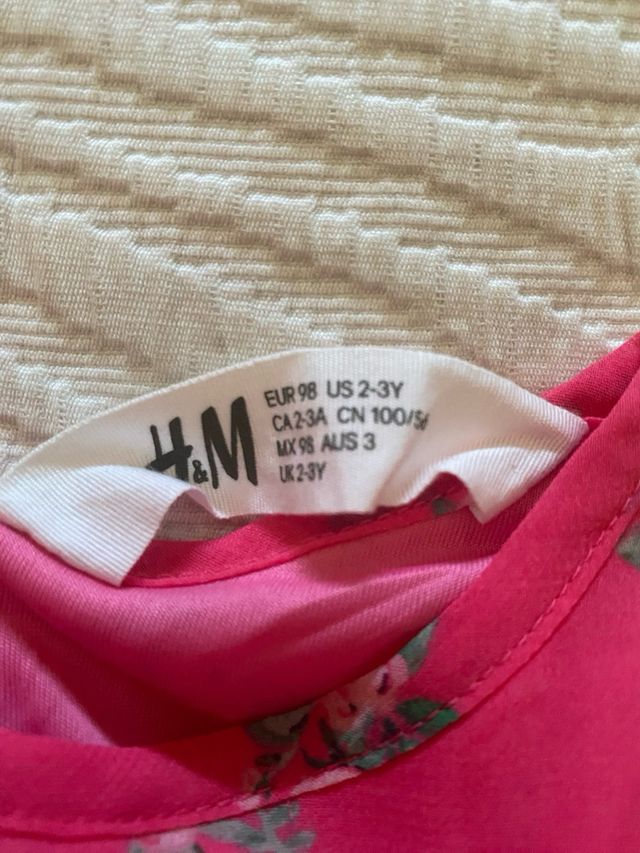 H&M
EUR 98 US 2-3Y
CA 2-3A CN 100/5
MX 98 AUS 3
UK 2-3Y